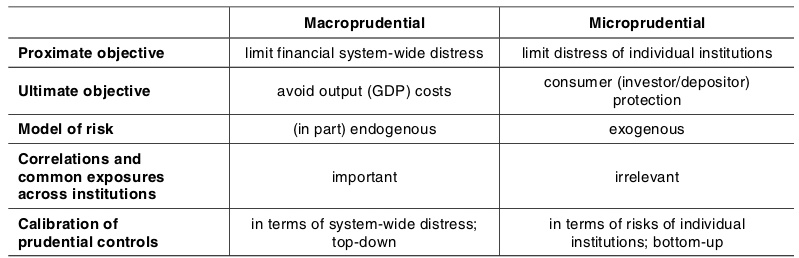 Macroprudential Microprudential
Proximate objective limit financial system-wide distress limit distress of individual institutions
Ultimate objective avoid output (GDP) costs consumer (investor/depositor)
protection
Model of risk (in part) endogenous exogenous
Correlations and
common exposures important irrelevant
across institutions
Calibration of in terms of system-wide distress; in terms of risks of individual
prudential controls top-down institutions; bottom-up